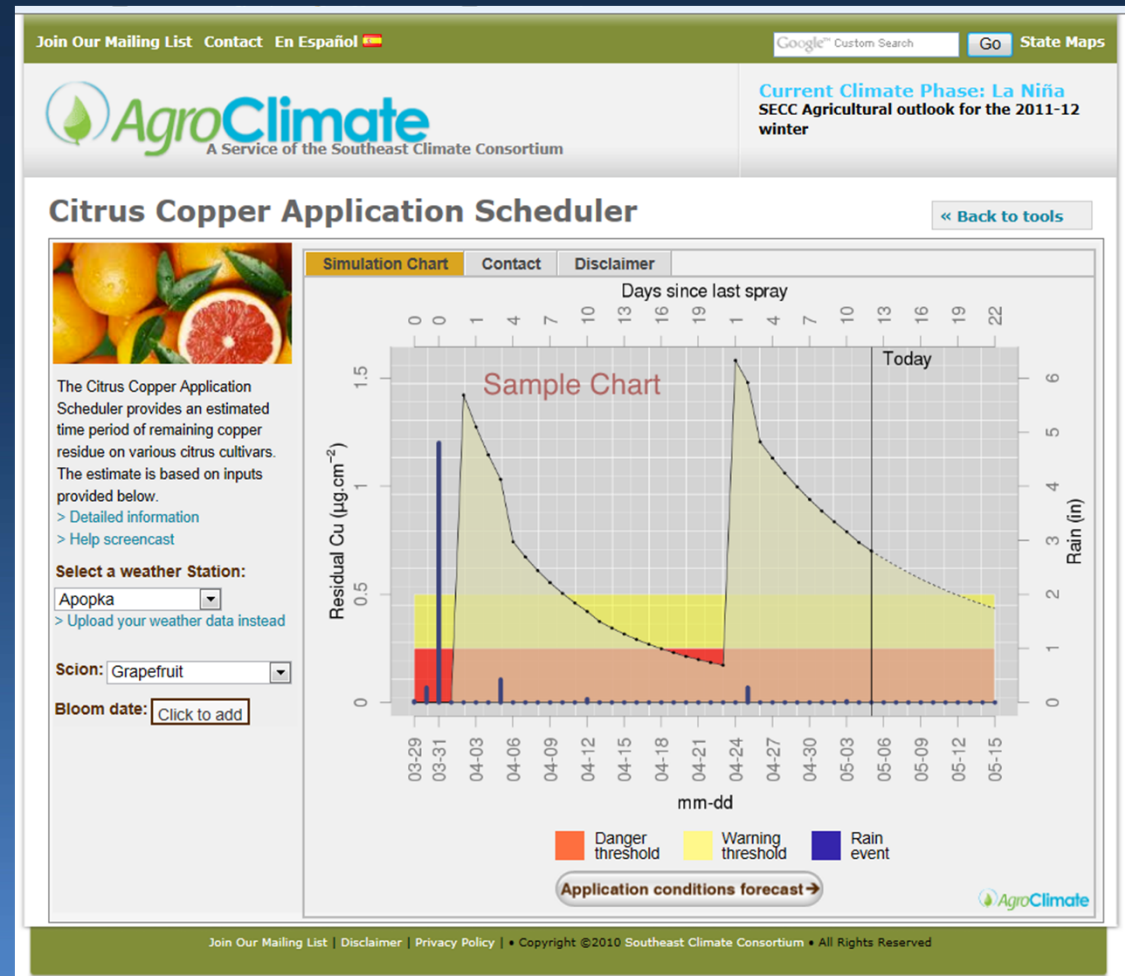 Join Our Mailing List Contact En Español
Google™ Custom Search Go State Maps
AgroClimate
A Service of the Southeast Climate Consortium
Current Climate Phase: La Niña
SECC Agricultural outlook for the 2011-12
winter
Citrus Copper Application Scheduler
« Back to tools
The Citrus Copper Application
Scheduler provides an estimated
time period of remaining copper
residue on various citrus cultivars.
The estimate is based on inputs
provided below.
> Detailed information
> Help screencast
Select a weather Station:
Apopka
> Upload your weather data instead
Scion: Grapefruit
Bloom date: Click to add
Simulation Chart Contact Disclaimer
Days since last spray
0 0 1 4 7 10 13 16 19 1 4 7 10 13 16 19 22
Sample Chart
Today
Residual Cu (µg.cm⁻²)
1.5
1
0.5
0
6
5
4
3
2
1
0
Rain (in)
03-29 03-31 04-03 04-06 04-09 04-12 04-15 04-18 04-21 04-24 04-27 04-30 05-03 05-06 05-09 05-12 05-15
mm-dd
Danger threshold
Warning threshold
Rain event
Application conditions forecast→
AgroClimate
Join Our Mailing List | Disclaimer | Privacy Policy | • Copyright ©2010 Southeast Climate Consortium • All Rights Reserved